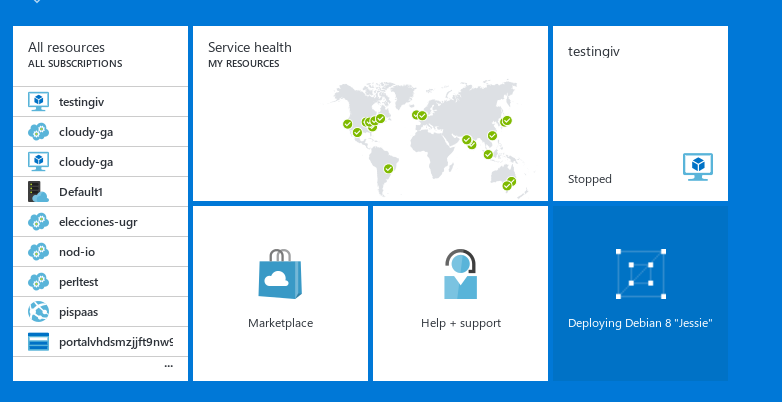 All resources
ALL SUBSCRIPTIONS
testingiv
cloudy-ga
cloudy-ga
Default1
elecciones-ugr
nod-io
perltest
pispaas
portalvhdsmzjjft9nw9
...
Service health
MY RESOURCES
testingiv
Stopped
Marketplace
Help + support
Deploying Debian 8 "Jessie"